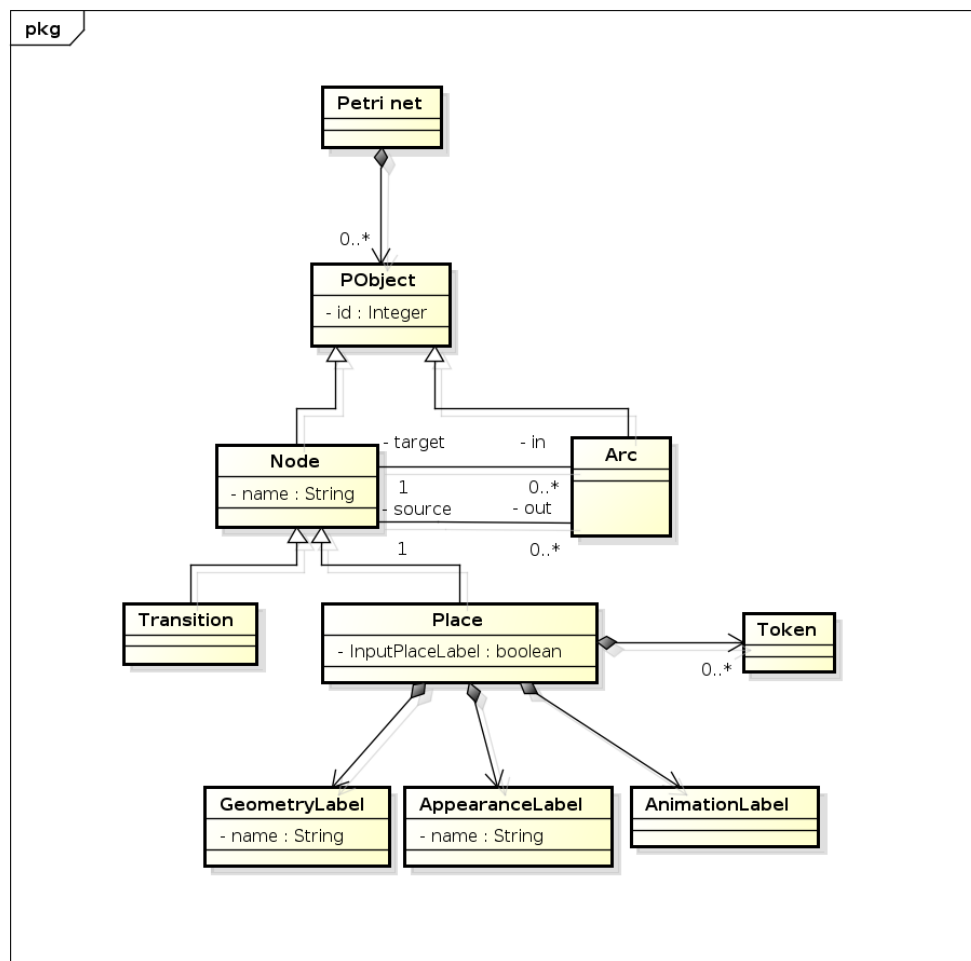 pkg
Petri net
0..*
PObject
- id : Integer
- target
- in
Node
Arc
- name : String
1
0..*
- source
- out
1
0..*
Transition
Place
Token
- InputPlaceLabel : boolean
0..*
GeometryLabel
AppearanceLabel
AnimationLabel
- name : String
- name : String